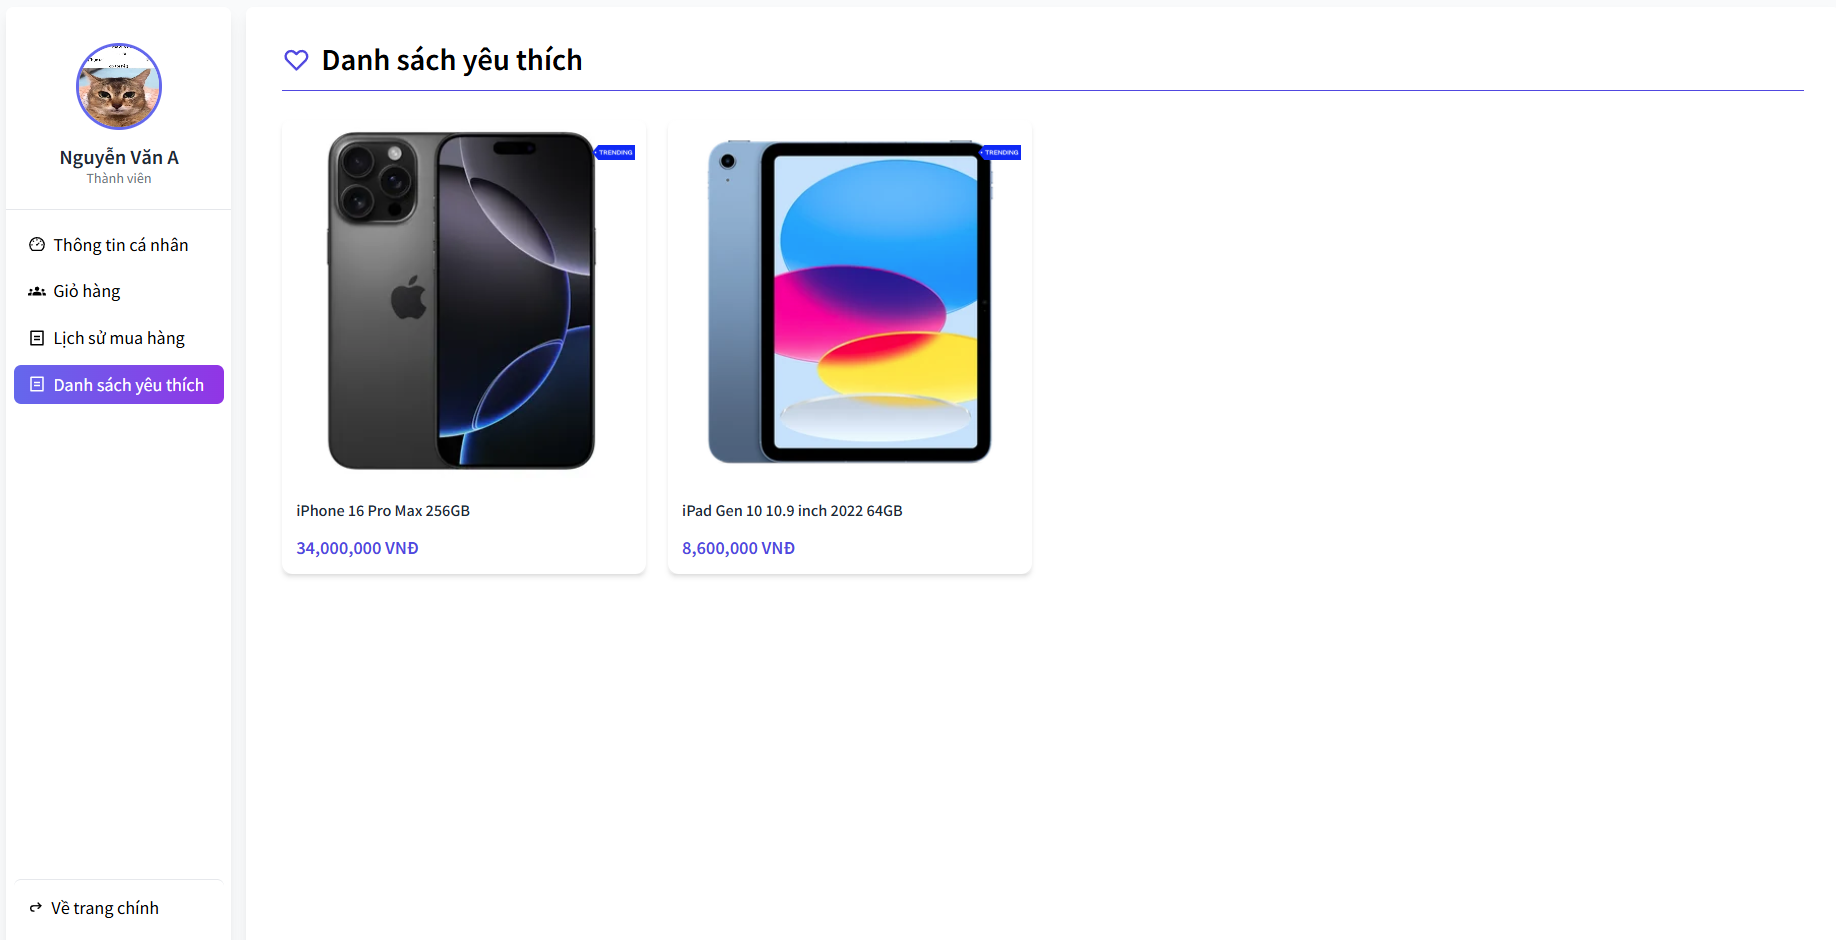 Nguyễn Văn A
Thành viên
Thông tin cá nhân
Giỏ hàng
Lịch sử mua hàng
Danh sách yêu thích
Về trang chính
Danh sách yêu thích
TRENDING
iPhone 16 Pro Max 256GB
34,000,000 VNĐ
TRENDING
iPad Gen 10 10.9 inch 2022 64GB
8,600,000 VNĐ